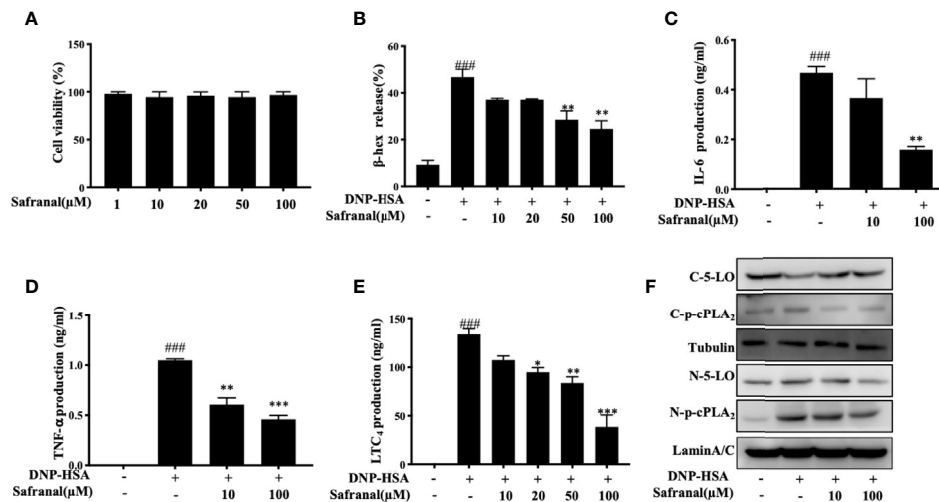 A
Cell viability (%)
150
100
50
0
Safranal(μM) 1 10 20 50 100
B
β-hex release(%)
60
40
20
0
###
** **
DNP-HSA - + + + + +
Safranal(μM) - - 10 20 50 100
C
IL-6 production (ng/ml)
0.6
0.4
0.2
0.0
###
**
DNP-HSA - + + +
Safranal(μM) - - 10 100
D
TNF-α production (ng/ml)
1.5
1.0
0.5
0.0
###
** ***
DNP-HSA - + + +
Safranal(μM) - - 10 100
E
LTC4 production (ng/ml)
150
100
50
0
###
* ** ***
DNP-HSA - + + + + +
Safranal(μM) - - 10 20 50 100
F
C-5-LO
C-p-cPLA2
Tubulin
N-5-LO
N-p-cPLA2
LaminA/C
DNP-HSA - + + +
Safranal(μM) - - 10 100